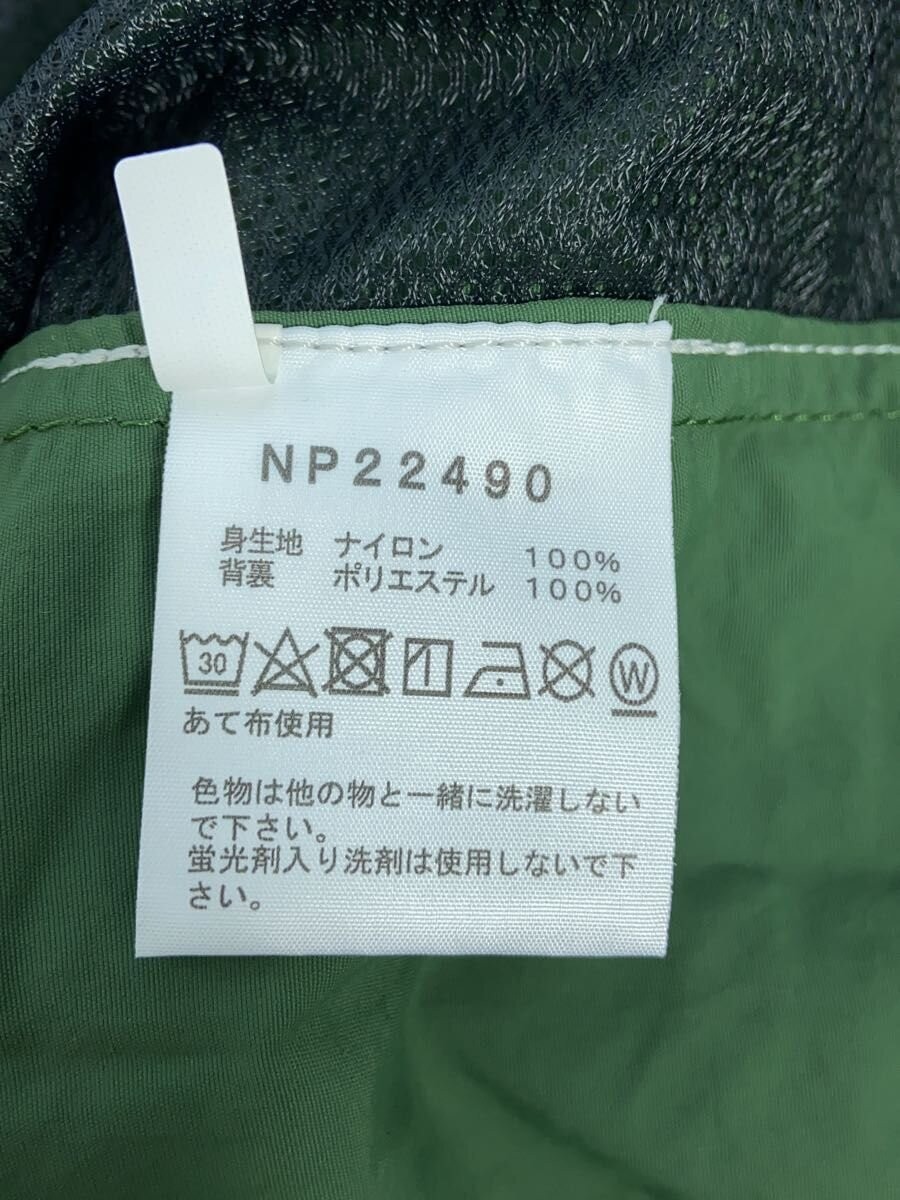 NP22490
身生地 ナイロン 100%
背裏 ポリエステル 100%
30 W
あて布使用
色物は他の物と一緒に洗濯しない
で下さい。
蛍光剤入り洗剤は使用しないで下
さい。